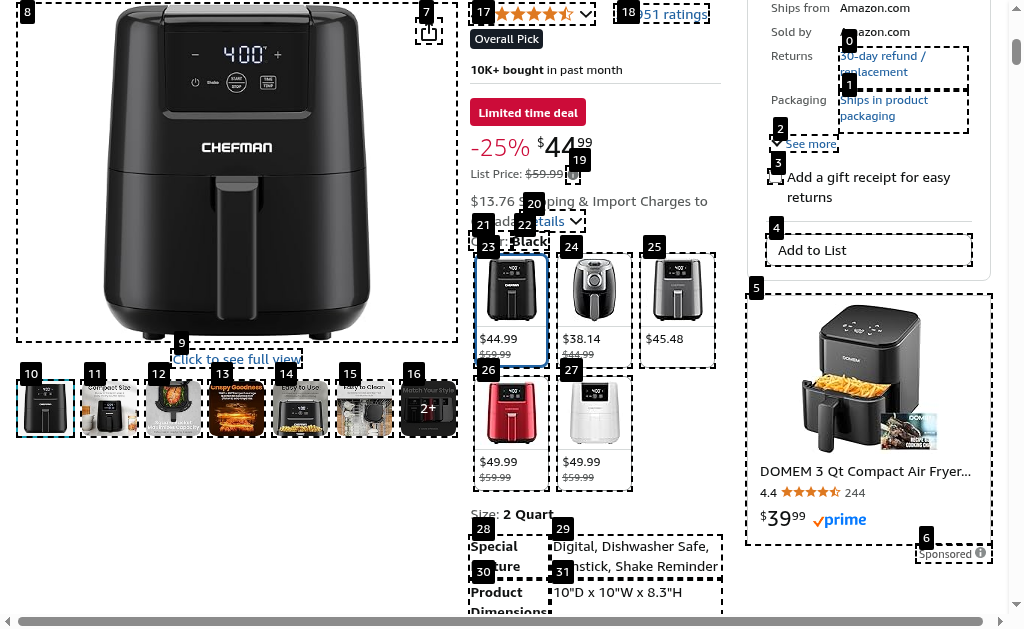 400°
Shake
START STOP
TIME TEMP
CHEFMAN
951 ratings
Overall Pick
10K+ bought in past month
Limited time deal
-25% $44.99
List Price: $59.99
$13.76 Shipping & Import Charges to
Canada Details
Color: Black
$44.99
$59.99
$38.14
$44.99
$45.48
$49.99
$59.99
$49.99
$59.99
Size: 2 Quart
Special Feature
Digital, Dishwasher Safe,
Nonstick, Shake Reminder
Product
Dimensions
10"D x 10"W x 8.3"H
Click to see full view
Compact Size
Crispy Goodness
Easy to Use
Easy to Clean
Match Your Style
2+
Ships from Amazon.com
Sold by Amazon.com
Returns 30-day refund /
replacement
Packaging Ships in product
packaging
See more
Add a gift receipt for easy
returns
Add to List
DOMEM
DOMEM 3 Qt Compact Air Fryer...
4.4 244
$39.99 prime
Sponsored
0
1
2
3
4
5
6
7
8
9
10
11
12
13
14
15
16
17
18
19
20
21
22
23
24
25
26
27
28
29
30
31